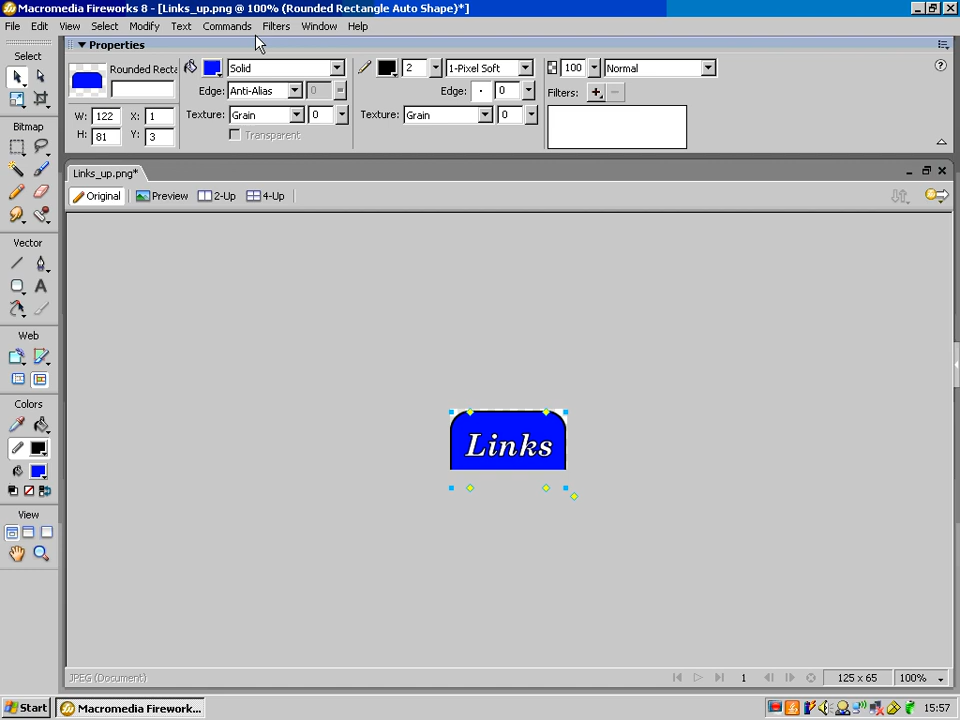 Macromedia Fireworks 8 - [Links_up.png @ 100% (Rounded Rectangle Auto Shape)*]
File Edit View Select Modify Text Commands Filters Window Help
Select
Properties
Rounded Recta
Solid
2
1-Pixel Soft
100
Normal
Edge: Anti-Alias 0
Edge: 0
Filters:
W: 122 X: 1
Texture: Grain 0
Texture: Grain 0
H: 81 Y: 3
Transparent
Bitmap
Links_up.png*
Original Preview 2-Up 4-Up
Vector
A
Web
Colors
Links
View
JPEG (Document)
1
125 x 65
100%
Start
Macromedia Firework...
15:57